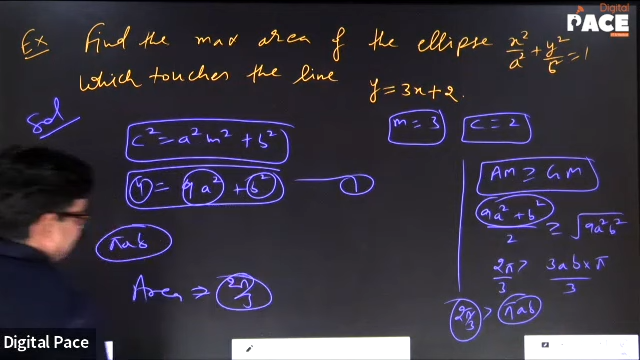 Digital
PACE
Ex Find the max area of the ellipse x²/a² + y²/b² = 1
which touches the line y = 3x + 2.
Sol
m = 3
c = 2
c² = a²m² + b²
4 = 9a² + b² —— ①
πab
Area ⇒ 2π/3
AM ≥ GM
(9a² + b²)/2 ≥ √(9a²b²)
2π/3 > 3ab × π/3
2π/3 > πab
Digital Pace